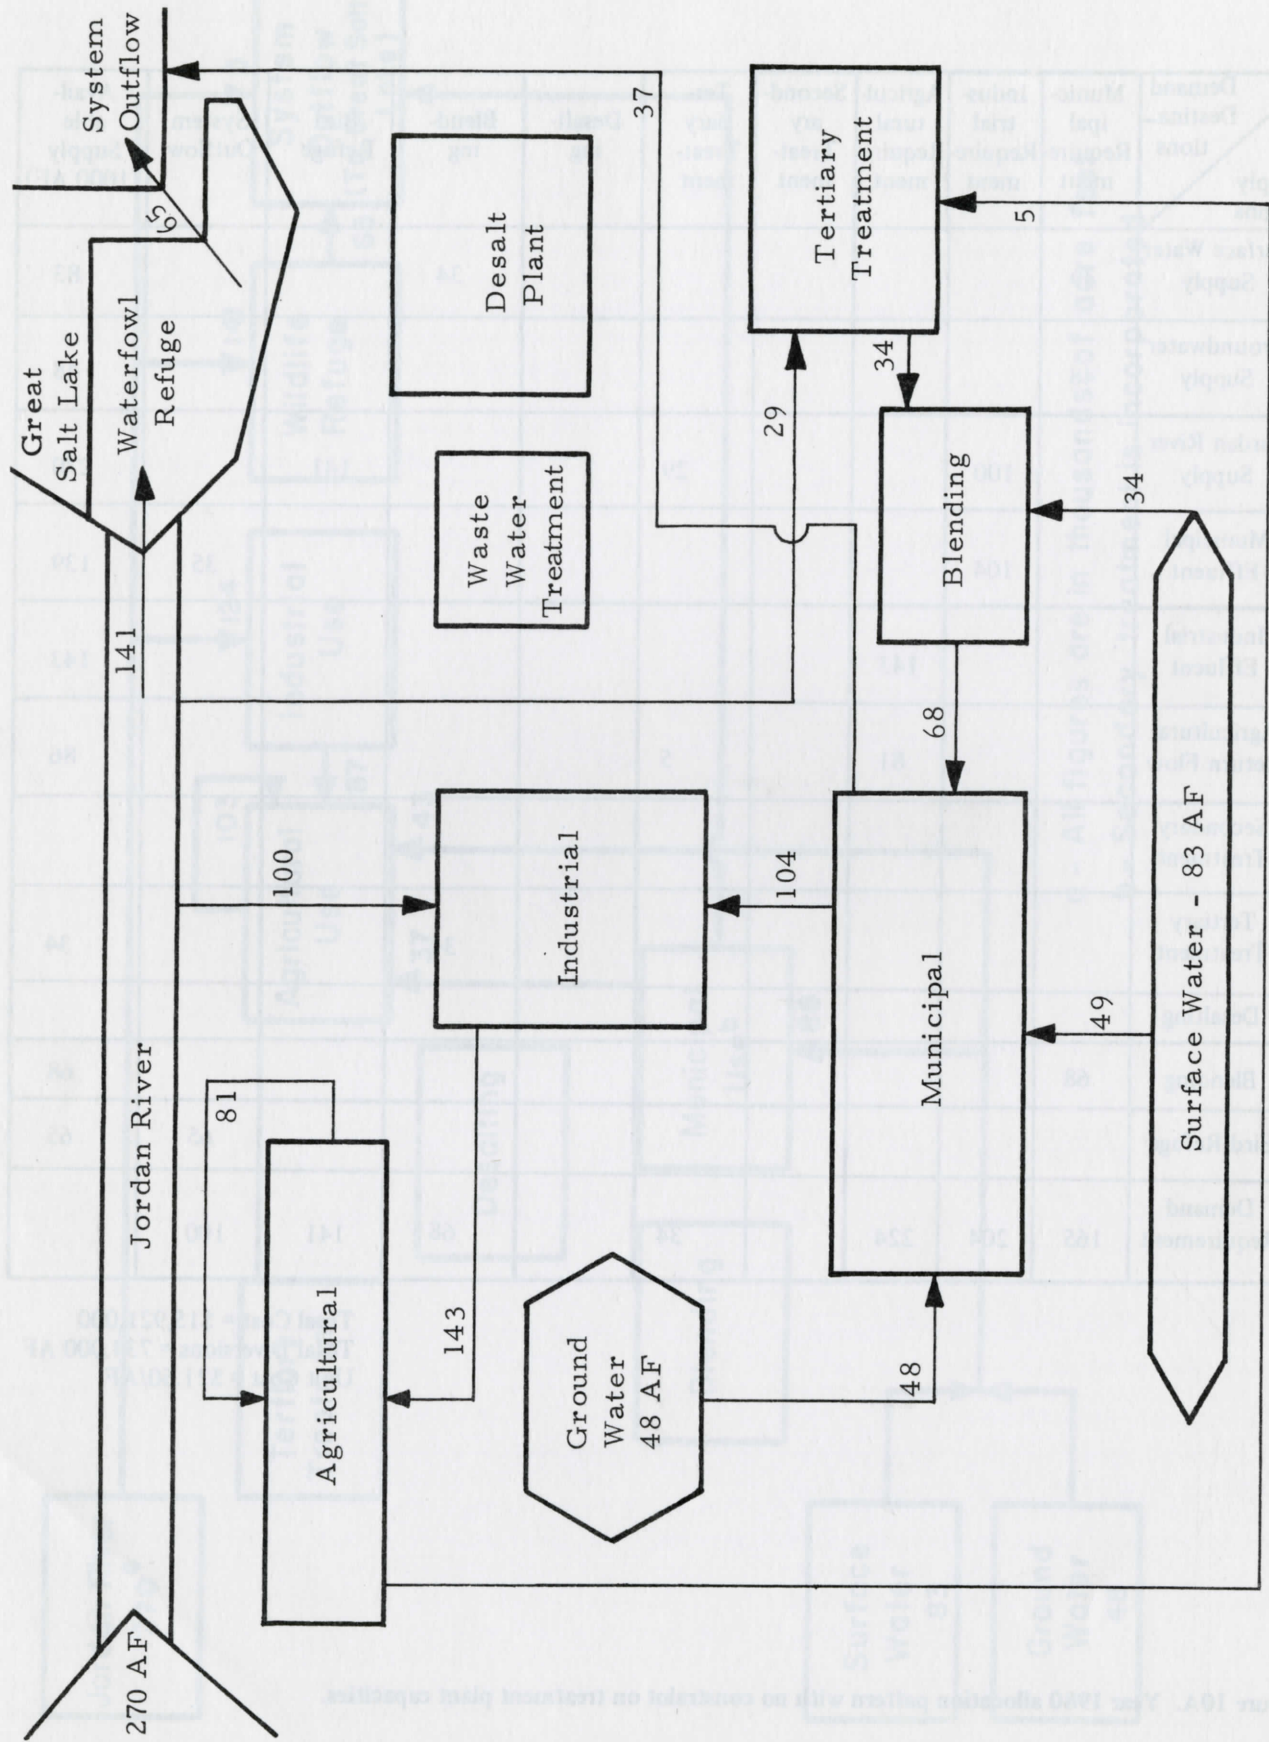 270 AF
Jordan River
141
Great
Salt Lake
Waterfowl
Refuge
65
System
Outflow
81
Agricultural
143
100
Industrial
104
Ground
Water
48 AF
48
Municipal
49
68
Waste
Water
Treatment
Desalt
Plant
37
29
Tertiary
Treatment
5
34
Blending
34
Surface Water - 83 AF